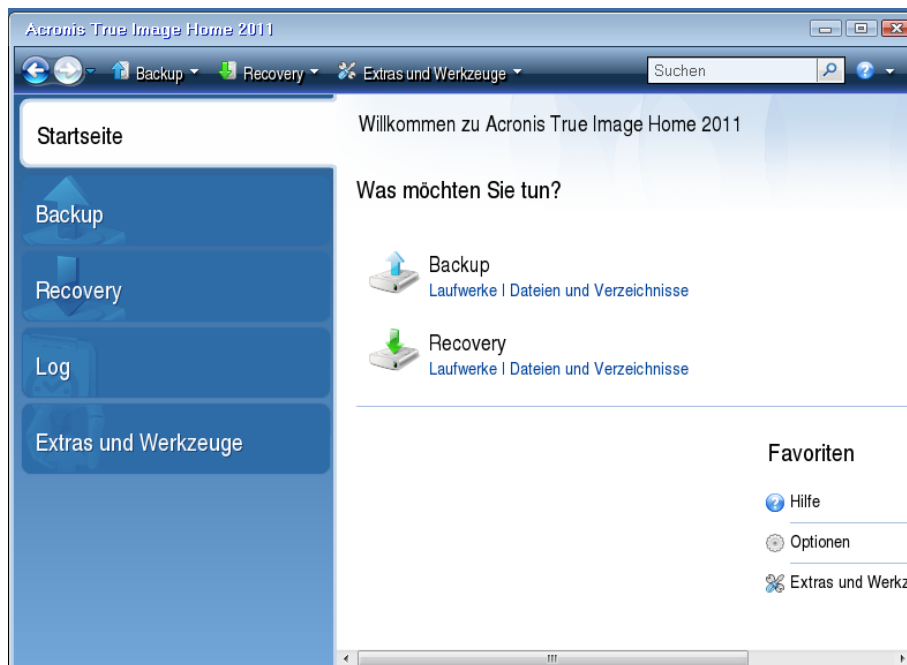 Acronis True Image Home 2011
Backup Recovery Extras und Werkzeuge Suchen
Startseite
Backup
Recovery
Log
Extras und Werkzeuge
Willkommen zu Acronis True Image Home 2011
Was möchten Sie tun?
Backup
Laufwerke | Dateien und Verzeichnisse
Recovery
Laufwerke | Dateien und Verzeichnisse
Favoriten
Hilfe
Optionen
Extras und Werkz